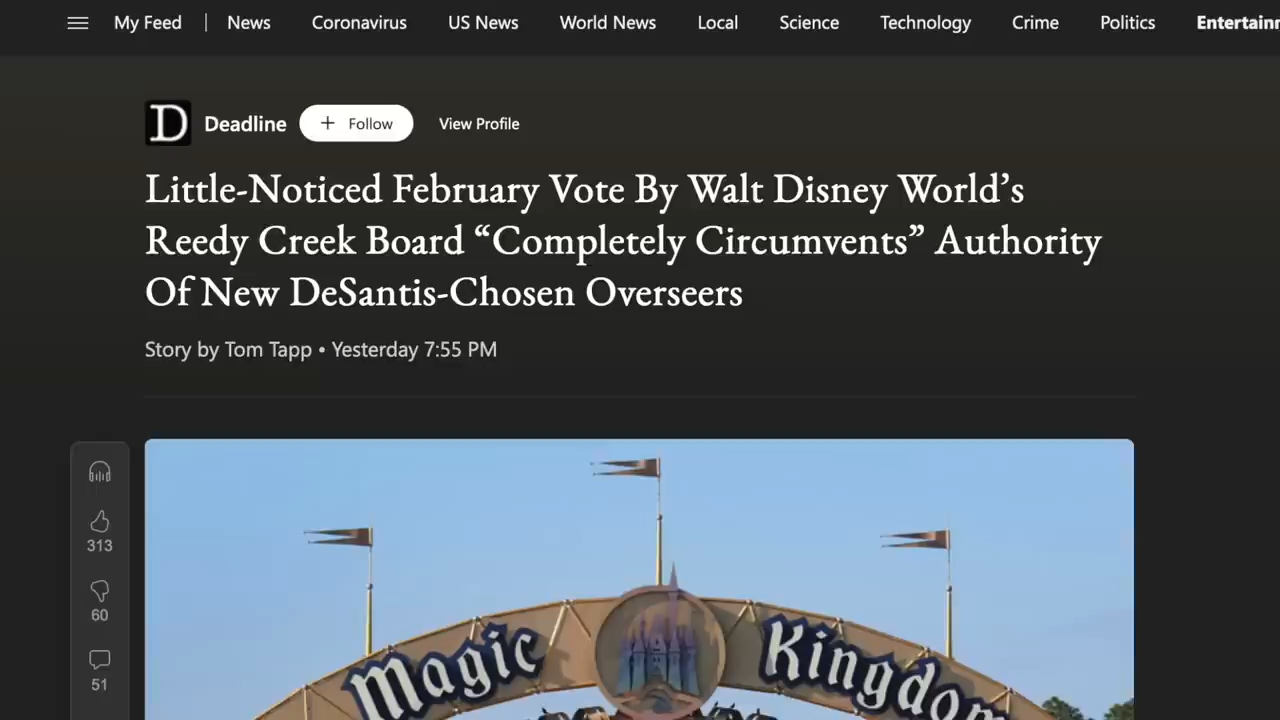 My Feed | News Coronavirus US News World News Local Science Technology Crime Politics Entertainm
D Deadline + Follow View Profile
Little-Noticed February Vote By Walt Disney World’s
Reedy Creek Board “Completely Circumvents” Authority
Of New DeSantis-Chosen Overseers
Story by Tom Tapp • Yesterday 7:55 PM
313
60
51
Magic Kingdom